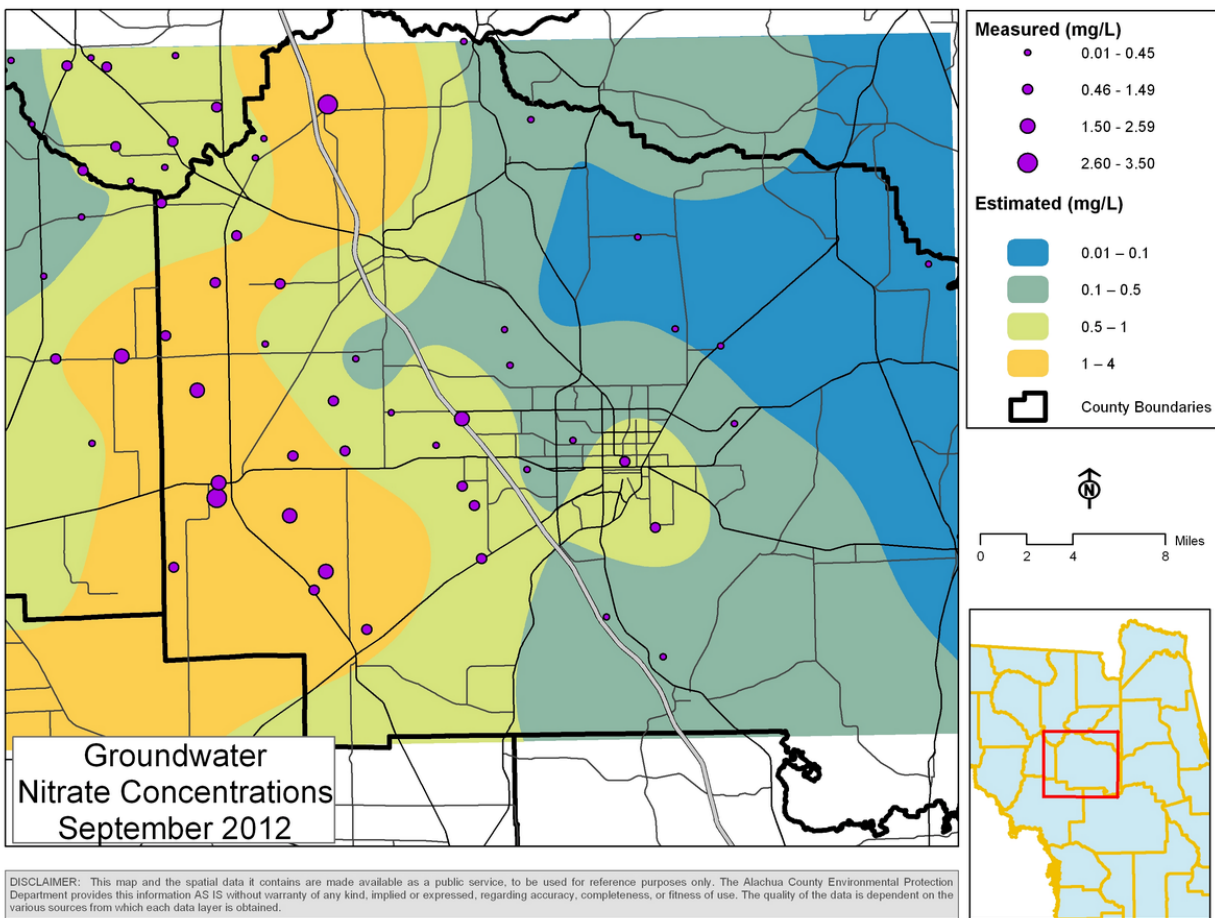 Measured (mg/L)
0.01 - 0.45
0.46 - 1.49
1.50 - 2.59
2.60 - 3.50
Estimated (mg/L)
0.01 – 0.1
0.1 – 0.5
0.5 – 1
1 – 4
County Boundaries
N
Miles
0 2 4 8
Groundwater
Nitrate Concentrations
September 2012
DISCLAIMER: This map and the spatial data it contains are made available as a public service, to be used for reference purposes only. The Alachua County Environmental Protection
Department provides this information AS IS without warranty of any kind, implied or expressed, regarding accuracy, completeness, or fitness of use. The quality of the data is dependent on the
various sources from which each data layer is obtained.